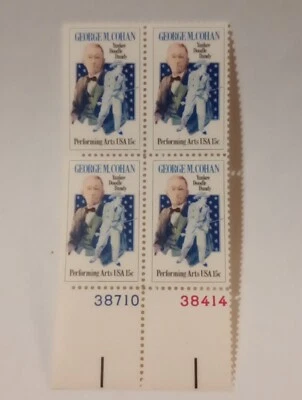 GEORGE M. COHAN
GEORGE M. COHAN
Yankee
Doodle
Dandy
Yankee
Doodle
Dandy
Performing Arts USA 15c
Performing Arts USA 15c
GEORGE M. COHAN
GEORGE M. COHAN
Yankee
Doodle
Dandy
Yankee
Doodle
Dandy
Performing Arts USA 15c
Performing Arts USA 15c
38710
38414